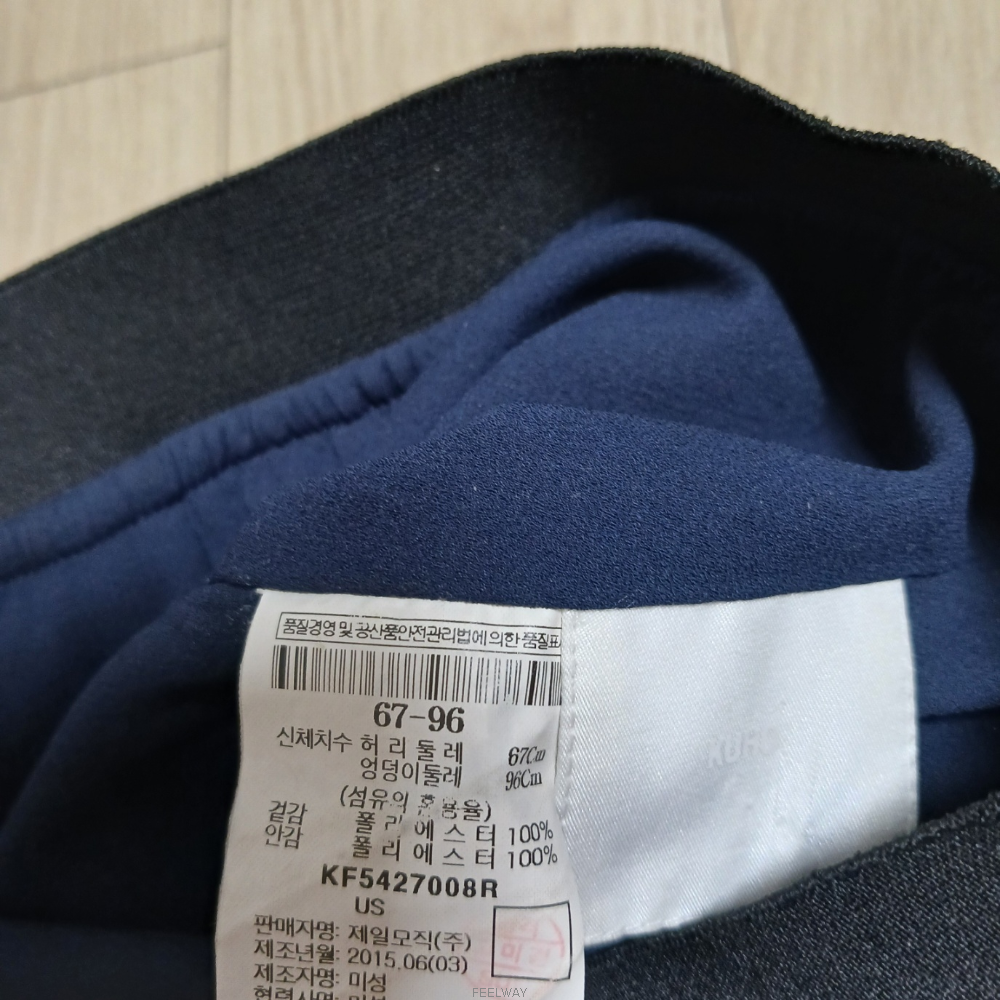 품질경영 및 공산품안전관리법에 의한 품질표
67-96
신체치수 허 리 둘 레 67Cm
엉덩이둘레 96Cm
(섬유의 혼용율)
겉감 폴 리 에 스 터 100%
안감 폴 리 에 스 터 100%
KF5427008R
US
판매자명: 제일모직(주)
제조년월: 2015.06(03)
제조자명: 미성
FEELWAY